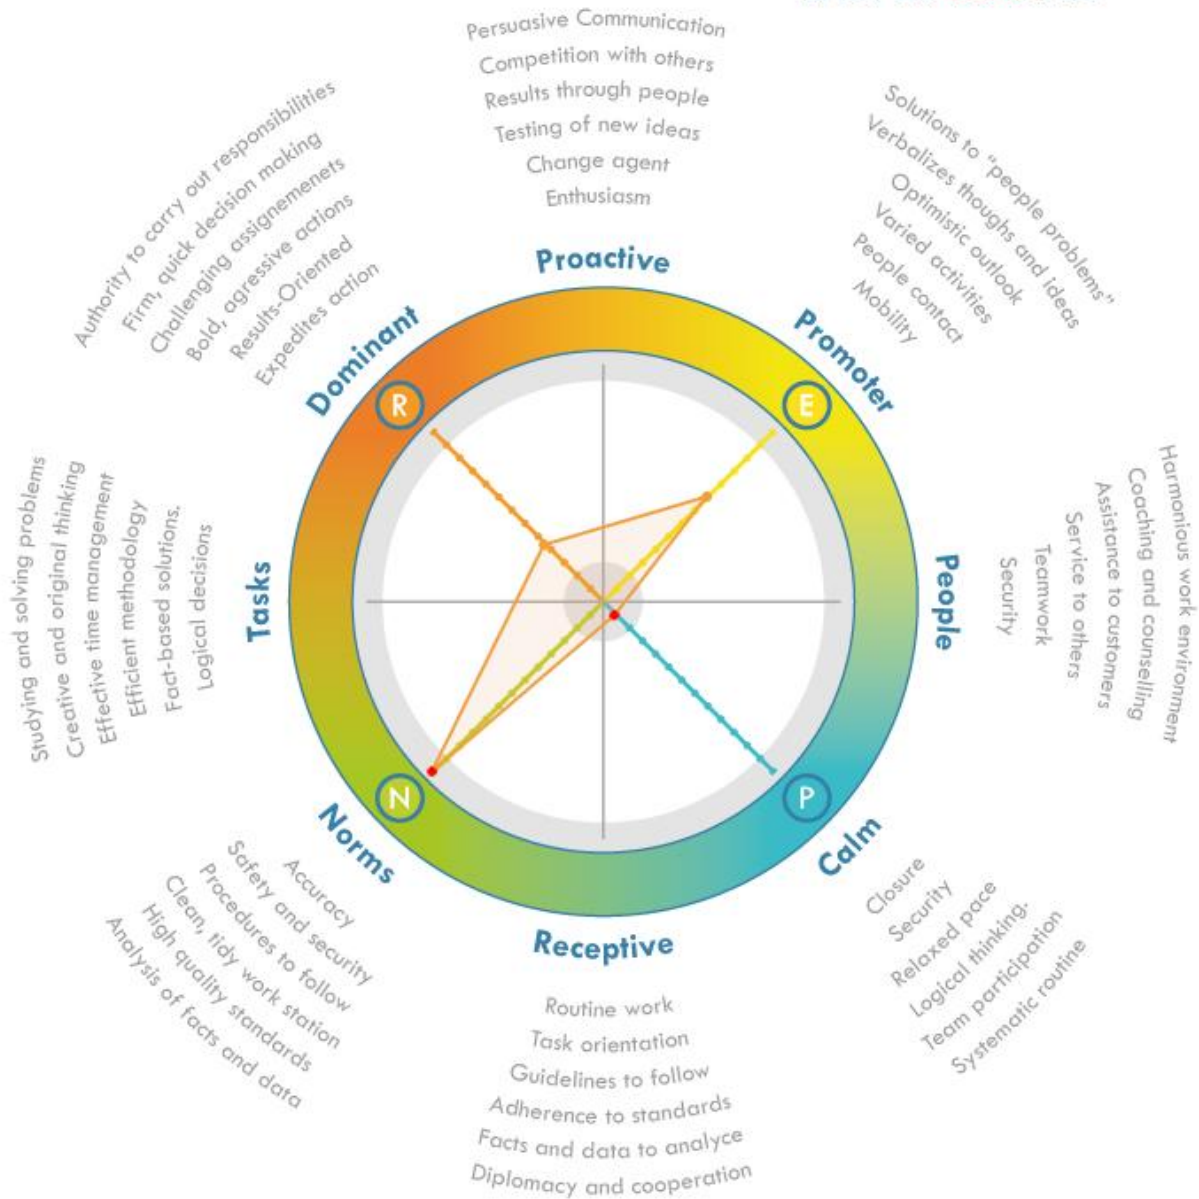 Persuasive Communication
Competition with others
Results through people
Testing of new ideas
Change agent
Enthusiasm
Proactive
Authority to carry out responsibilities
Firm, quick decision making
Challenging assignemenets
Bold, agressive actions
Results-Oriented
Expedites action
Dominant
R
Solutions to "people problems"
Verbalizes thoughs and ideas
Optimistic outlook
Varied activities
People contact
Mobility
Promoter
E
Studying and solving problems
Creative and original thinking
Effective time management
Efficient methodology
Fact-based solutions.
Logical decisions
Tasks
People
Security
Teamwork
Service to others
Assistance to customers
Coaching and counselling
Harmonious work environment
N
Norms
Accuracy
Safety and security
Procedures to follow
Clean, tidy work station
High quality standards
Analysis of facts and data
P
Calm
Closure
Security
Relaxed pace
Logical thinking.
Team participation
Systematic routine
Receptive
Routine work
Task orientation
Guidelines to follow
Adherence to standards
Facts and data to analyce
Diplomacy and cooperation